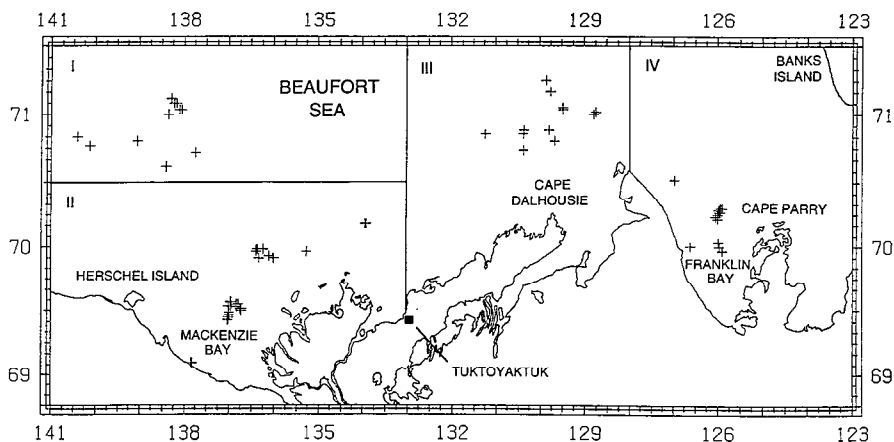 141 138 135 132 129 126 123
I
BEAUFORT
SEA
III
IV
BANKS
ISLAND
71
71
II
CAPE
DALHOUSIE
CAPE PARRY
70
70
HERSCHEL ISLAND
FRANKLIN
BAY
MACKENZIE
BAY
TUKTOYAKTUK
69
69
141 138 135 132 129 126 123